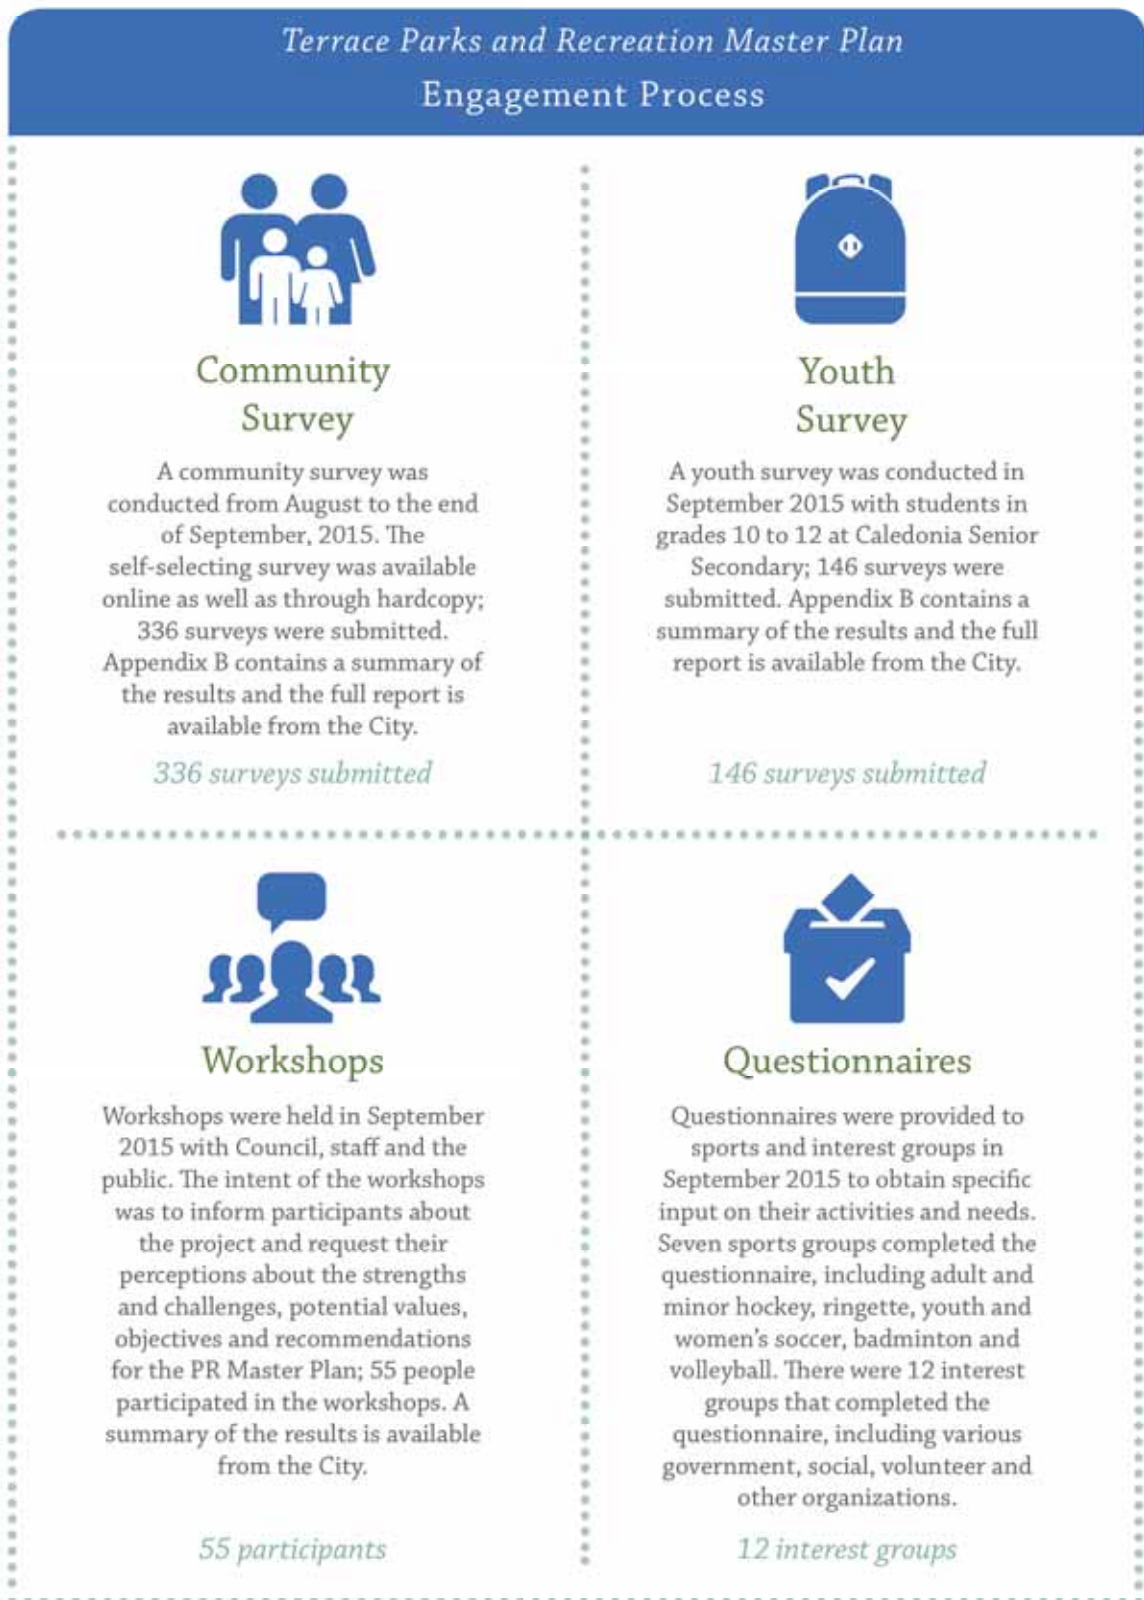 Terrace Parks and Recreation Master Plan
Engagement Process
Community
Survey
A community survey was
conducted from August to the end
of September, 2015. The
self-selecting survey was available
online as well as through hardcopy;
336 surveys were submitted.
Appendix B contains a summary of
the results and the full report is
available from the City.
336 surveys submitted
Youth
Survey
A youth survey was conducted in
September 2015 with students in
grades 10 to 12 at Caledonia Senior
Secondary; 146 surveys were
submitted. Appendix B contains a
summary of the results and the full
report is available from the City.
146 surveys submitted
Workshops
Workshops were held in September
2015 with Council, staff and the
public. The intent of the workshops
was to inform participants about
the project and request their
perceptions about the strengths
and challenges, potential values,
objectives and recommendations
for the PR Master Plan; 55 people
participated in the workshops. A
summary of the results is available
from the City.
55 participants
Questionnaires
Questionnaires were provided to
sports and interest groups in
September 2015 to obtain specific
input on their activities and needs.
Seven sports groups completed the
questionnaire, including adult and
minor hockey, ringette, youth and
women's soccer, badminton and
volleyball. There were 12 interest
groups that completed the
questionnaire, including various
government, social, volunteer and
other organizations.
12 interest groups